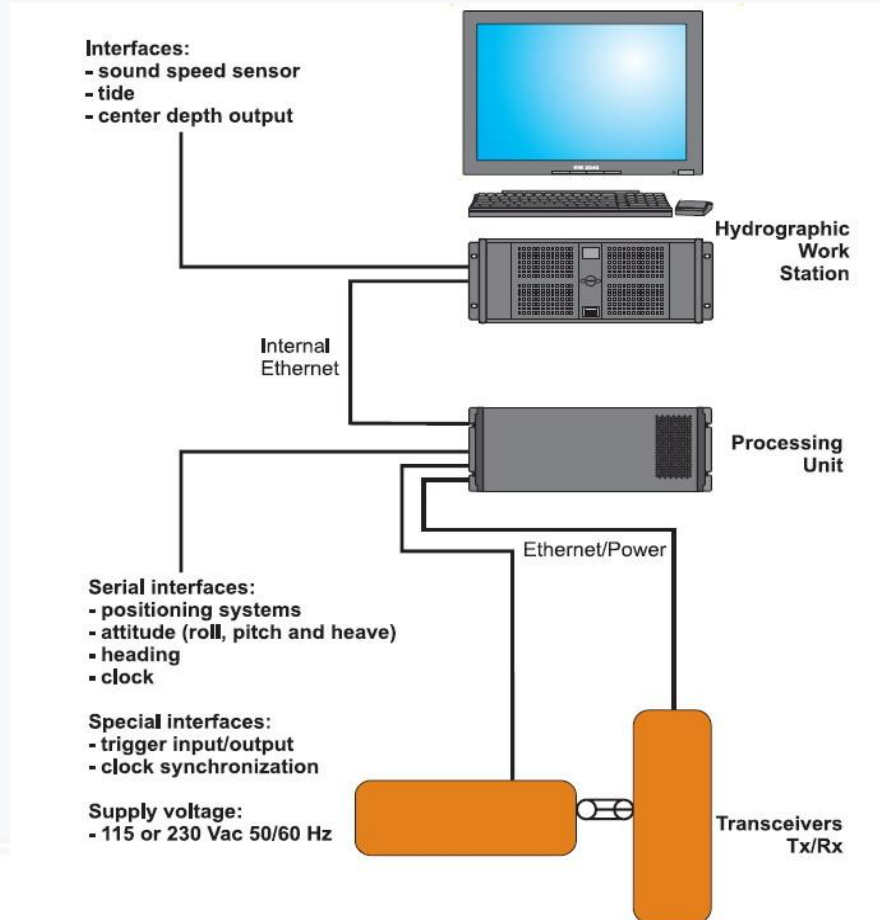 Interfaces:
- sound speed sensor
- tide
- center depth output
Hydrographic
Work
Station
Internal
Ethernet
Processing
Unit
Ethernet/Power
Serial interfaces:
- positioning systems
- attitude (roll, pitch and heave)
- heading
- clock
Special interfaces:
- trigger input/output
- clock synchronization
Supply voltage:
- 115 or 230 Vac 50/60 Hz
Transceivers
Tx/Rx